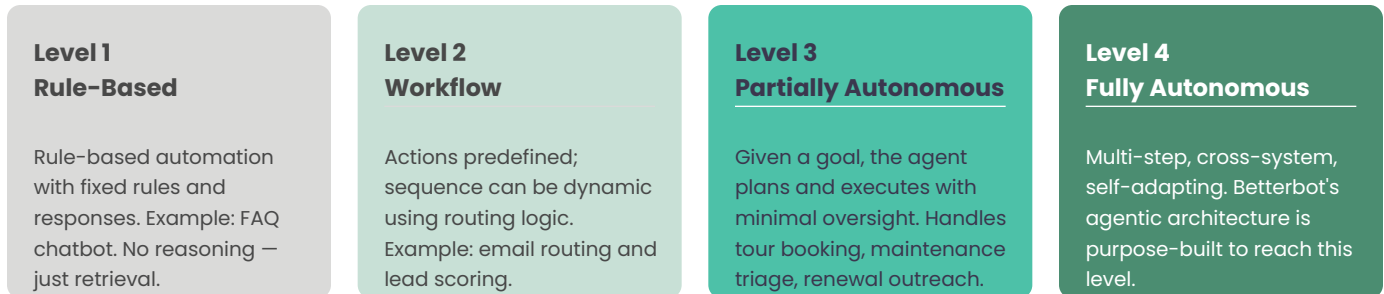 Level 1
Rule-Based
Rule-based automation
with fixed rules and
responses. Example: FAQ
chatbot. No reasoning —
just retrieval.
Level 2
Workflow
Actions predefined;
sequence can be dynamic
using routing logic.
Example: email routing and
lead scoring.
Level 3
Partially Autonomous
Given a goal, the agent
plans and executes with
minimal oversight. Handles
tour booking, maintenance
triage, renewal outreach.
Level 4
Fully Autonomous
Multi-step, cross-system,
self-adapting. Betterbot's
agentic architecture is
purpose-built to reach this
level.